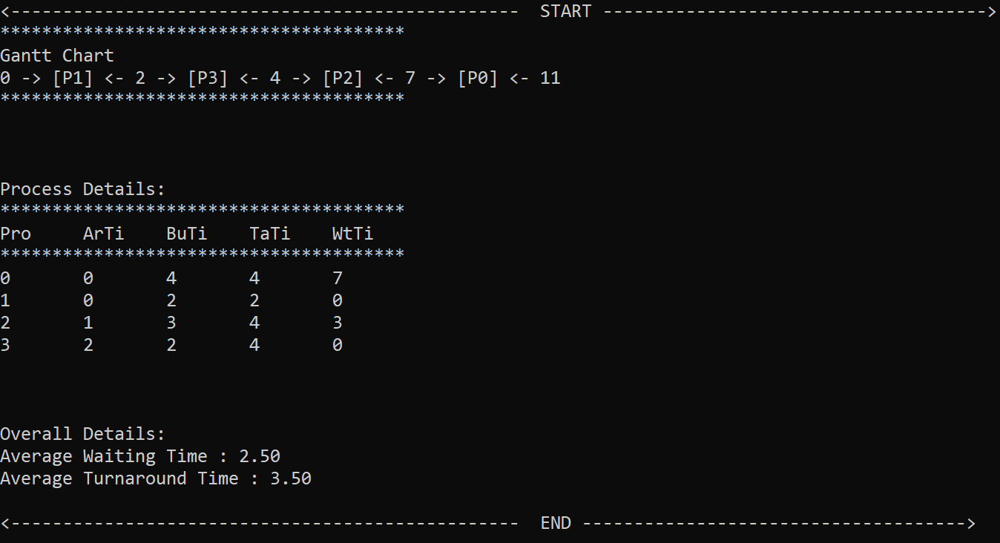 <-------------------------------------------------  START ------------------------------------->
***************************************
Gantt Chart
0 -> [P1] <- 2 -> [P3] <- 4 -> [P2] <- 7 -> [P0] <- 11
***************************************
Process Details:
***************************************
Pro     ArTi    BuTi    TaTi    WtTi
***************************************
0       0       4       4       7
1       0       2       2       0
2       1       3       4       3
3       2       2       4       0
Overall Details:
Average Waiting Time : 2.50
Average Turnaround Time : 3.50
<-------------------------------------------------  END ------------------------------------->